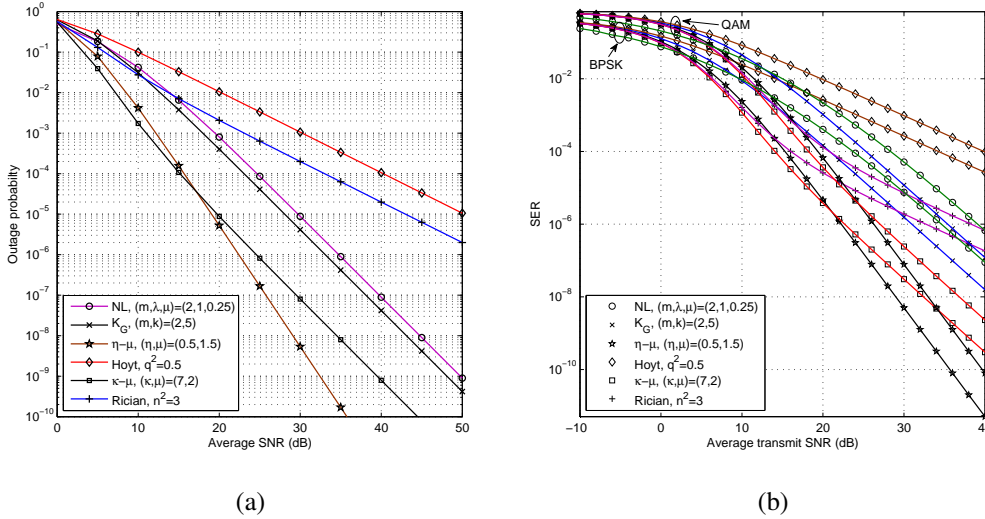 10^0
10^-1
10^-2
10^-3
10^-4
10^-5
10^-6
10^-7
10^-8
10^-9
10^-10
Outage probability
NL, (m,λ,μ)=(2,1,0.25)
K_G, (m,k)=(2,5)
η−μ, (η,μ)=(0.5,1.5)
Hoyt, q^2=0.5
κ−μ, (κ,μ)=(7,2)
Rician, n^2=3
0 10 20 30 40 50
Average SNR (dB)
(a)
QAM
BPSK
10^-2
10^-4
10^-6
10^-8
10^-10
SER
NL, (m,λ,μ)=(2,1,0.25)
K_G, (m,k)=(2,5)
η−μ, (η,μ)=(0.5,1.5)
Hoyt, q^2=0.5
κ−μ, (κ,μ)=(7,2)
Rician, n^2=3
−10 0 10 20 30 40
Average transmit SNR (dB)
(b)